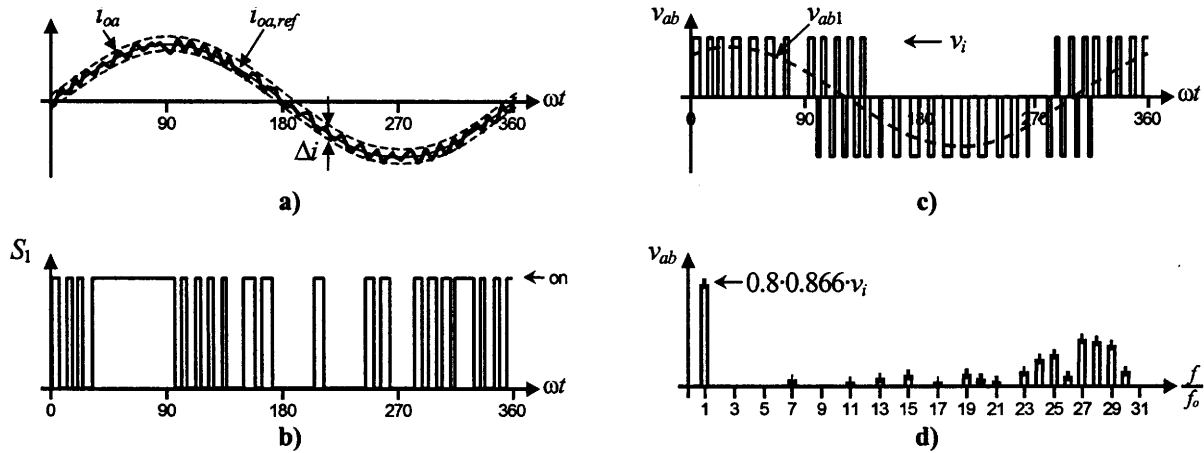 i_oa
i_oa,ref
ωt
0 90 180 270 360
Δi
a)
v_ab
v_ab1
v_i
ωt
0 90 180 276 360
c)
S_1
on
ωt
0 90 180 270 360
b)
v_ab
0.8·0.866·v_i
f/f_o
1 3 5 7 9 11 13 15 17 19 21 23 25 27 29 31
d)